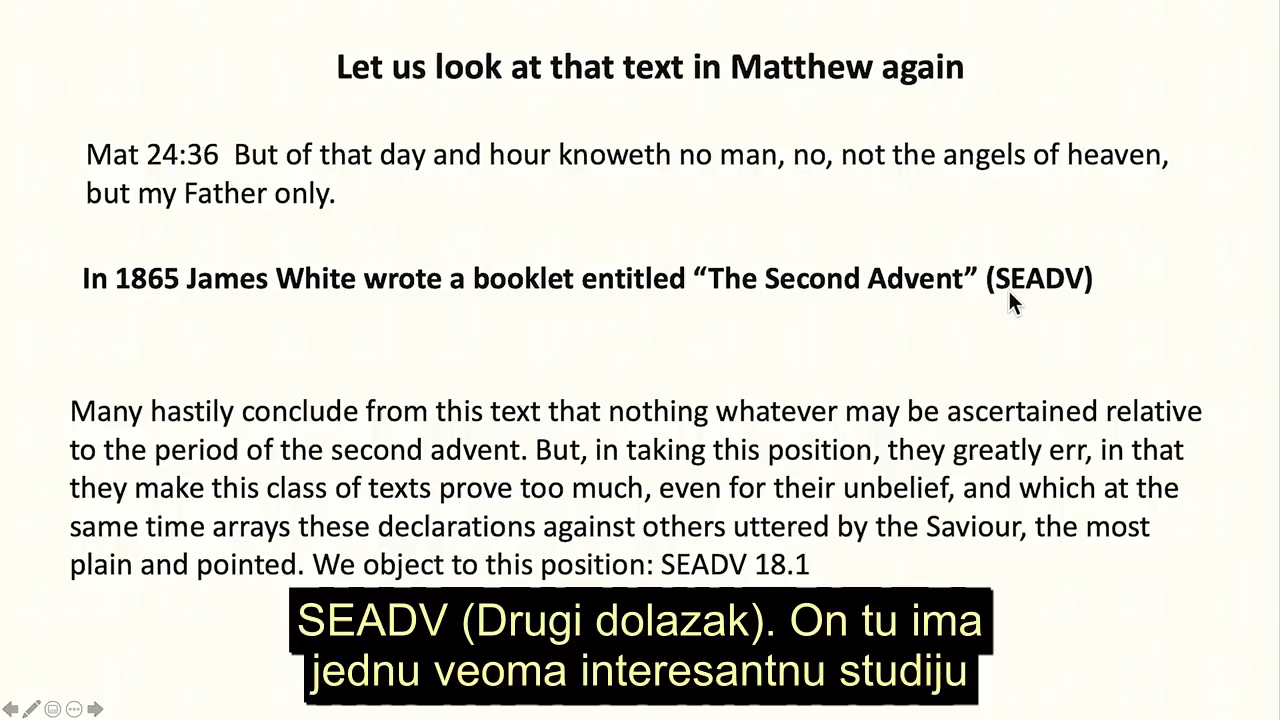 Let us look at that text in Matthew again
Mat 24:36  But of that day and hour knoweth no man, no, not the angels of heaven,
but my Father only.
In 1865 James White wrote a booklet entitled “The Second Advent” (SEADV)
Many hastily conclude from this text that nothing whatever may be ascertained relative
to the period of the second advent. But, in taking this position, they greatly err, in that
they make this class of texts prove too much, even for their unbelief, and which at the
same time arrays these declarations against others uttered by the Saviour, the most
plain and pointed. We object to this position: SEADV 18.1
SEADV (Drugi dolazak). On tu ima
jednu veoma interesantnu studiju